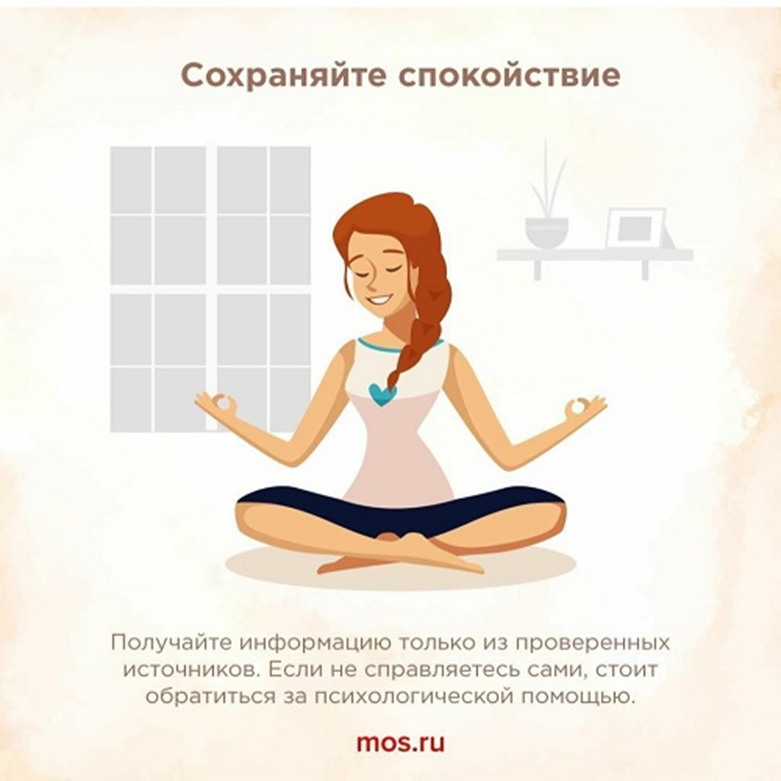 Сохраняйте спокойствие
Получайте информацию только из проверенных
источников. Если не справляетесь сами, стоит
обратиться за психологической помощью.
mos.ru